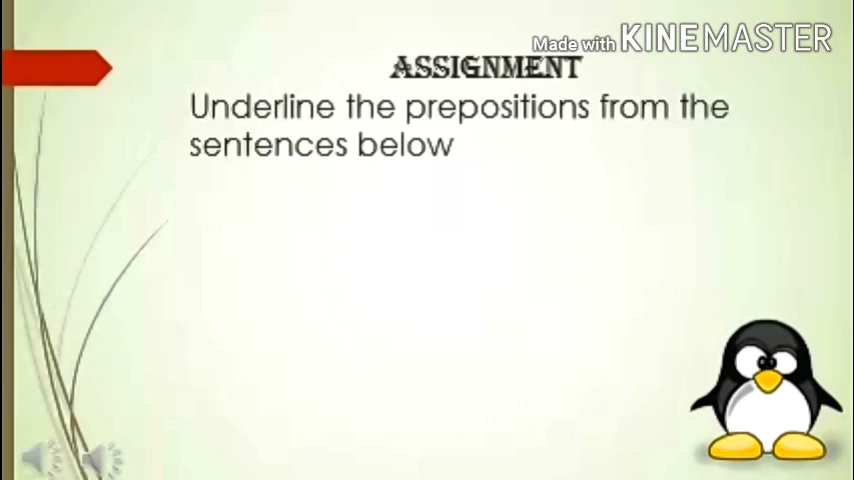 Made with KINEMASTER
ASSIGNMENT
Underline the prepositions from the
sentences below